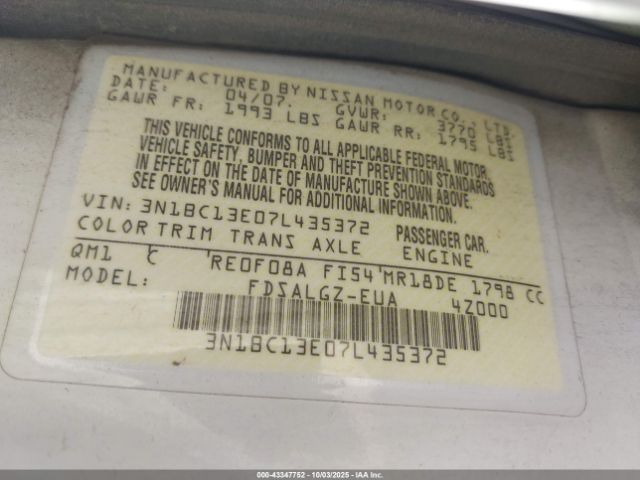 MANUFACTURED BY NISSAN MOTOR CO., LTD.
DATE: 04/07. GVWR: 3770 LBS
GAWR FR: 1993 LBS GAWR RR: 1795 LBS
THIS VEHICLE CONFORMS TO ALL APPLICABLE FEDERAL MOTOR
VEHICLE SAFETY, BUMPER AND THEFT PREVENTION STANDARDS
IN EFFECT ON THE DATE OF MANUFACTURE SHOWN ABOVE.
SEE OWNER'S MANUAL FOR ADDITIONAL INFORMATION.
VIN: 3N1BC13E07L435372 PASSENGER CAR.
COLOR TRIM TRANS AXLE ENGINE
QM1 C RE0F08A FI54 MR18DE 1798 CC
MODEL: FDSALGZ-EUA 4Z000
3N1BC13E07L435372
000-43347752 - 10/03/2025 - IAAI.COM